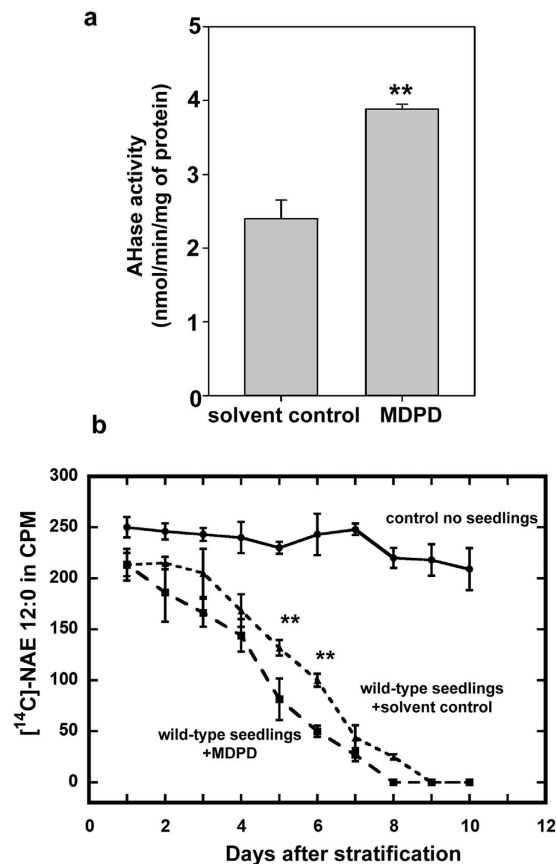 a
5
4
3
2
1
0
AHase activity
(nmol/min/mg of protein)
**
solvent control
MDPD
b
300
250
200
150
100
50
0
[¹⁴C]-NAE 12:0 in CPM
control no seedlings
**
**
wild-type seedlings
+solvent control
wild-type seedlings
+MDPD
0 2 4 6 8 10 12
Days after stratification